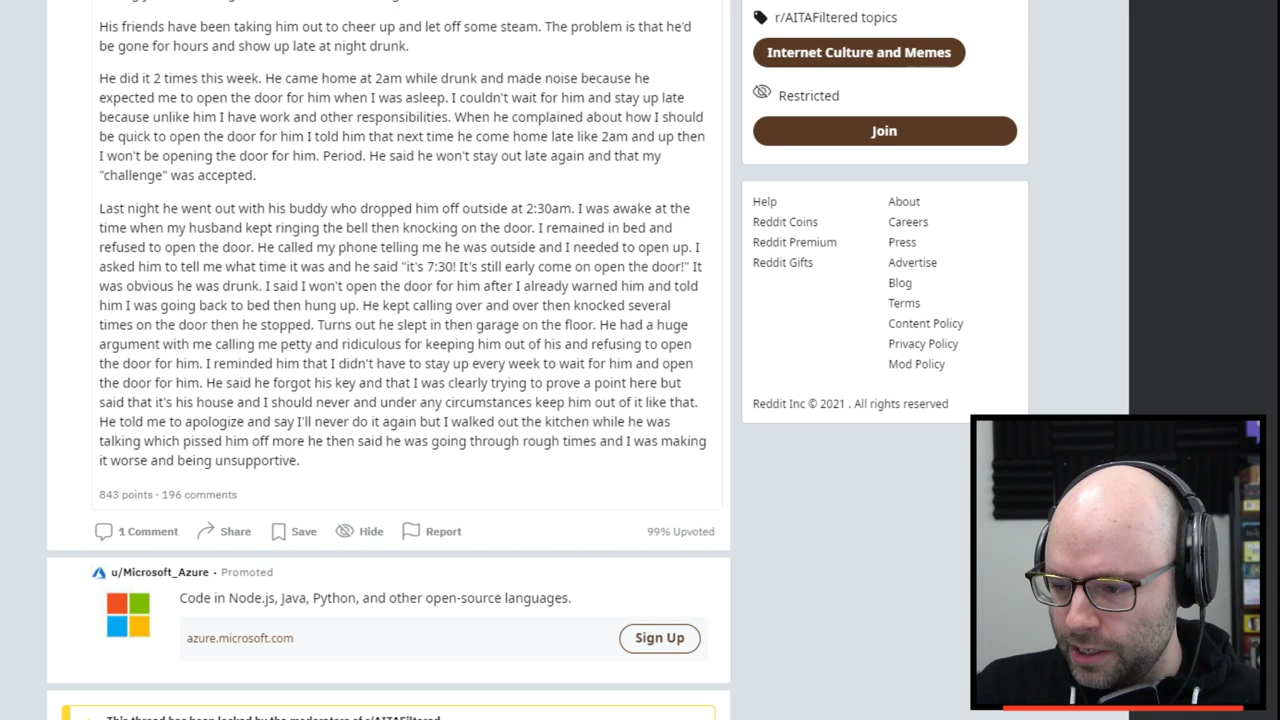 His friends have been taking him out to cheer up and let off some steam. The problem is that he'd
be gone for hours and show up late at night drunk.
He did it 2 times this week. He came home at 2am while drunk and made noise because he
expected me to open the door for him when I was asleep. I couldn't wait for him and stay up late
because unlike him I have work and other responsibilities. When he complained about how I should
be quick to open the door for him I told him that next time he come home late like 2am and up then
I won't be opening the door for him. Period. He said he won't stay out late again and that my
"challenge" was accepted.
Last night he went out with his buddy who dropped him off outside at 2:30am. I was awake at the
time when my husband kept ringing the bell then knocking on the door. I remained in bed and
refused to open the door. He called my phone telling me he was outside and I needed to open up. I
asked him to tell me what time it was and he said "it's 7:30! It's still early come on open the door!" It
was obvious he was drunk. I said I won't open the door for him after I already warned him and told
him I was going back to bed then hung up. He kept calling over and over then knocked several
times on the door then he stopped. Turns out he slept in then garage on the floor. He had a huge
argument with me calling me petty and ridiculous for keeping him out of his and refusing to open
the door for him. I reminded him that I didn't have to stay up every week to wait for him and open
the door for him. He said he forgot his key and that I was clearly trying to prove a point here but
said that it's his house and I should never and under any circumstances keep him out of it like that.
He told me to apologize and say I'll never do it again but I walked out the kitchen while he was
talking which pissed him off more he then said he was going through rough times and I was making
it worse and being unsupportive.
843 points · 196 comments
1 Comment Share Save Hide Report 99% Upvoted
u/Microsoft_Azure · Promoted
Code in Node.js, Java, Python, and other open-source languages.
azure.microsoft.com
Sign Up
This thread has been locked by the moderators of r/AITAFiltered
r/AITAFiltered topics
Internet Culture and Memes
Restricted
Join
Help About
Reddit Coins Careers
Reddit Premium Press
Reddit Gifts Advertise
Blog
Terms
Content Policy
Privacy Policy
Mod Policy
Reddit Inc © 2021 . All rights reserved